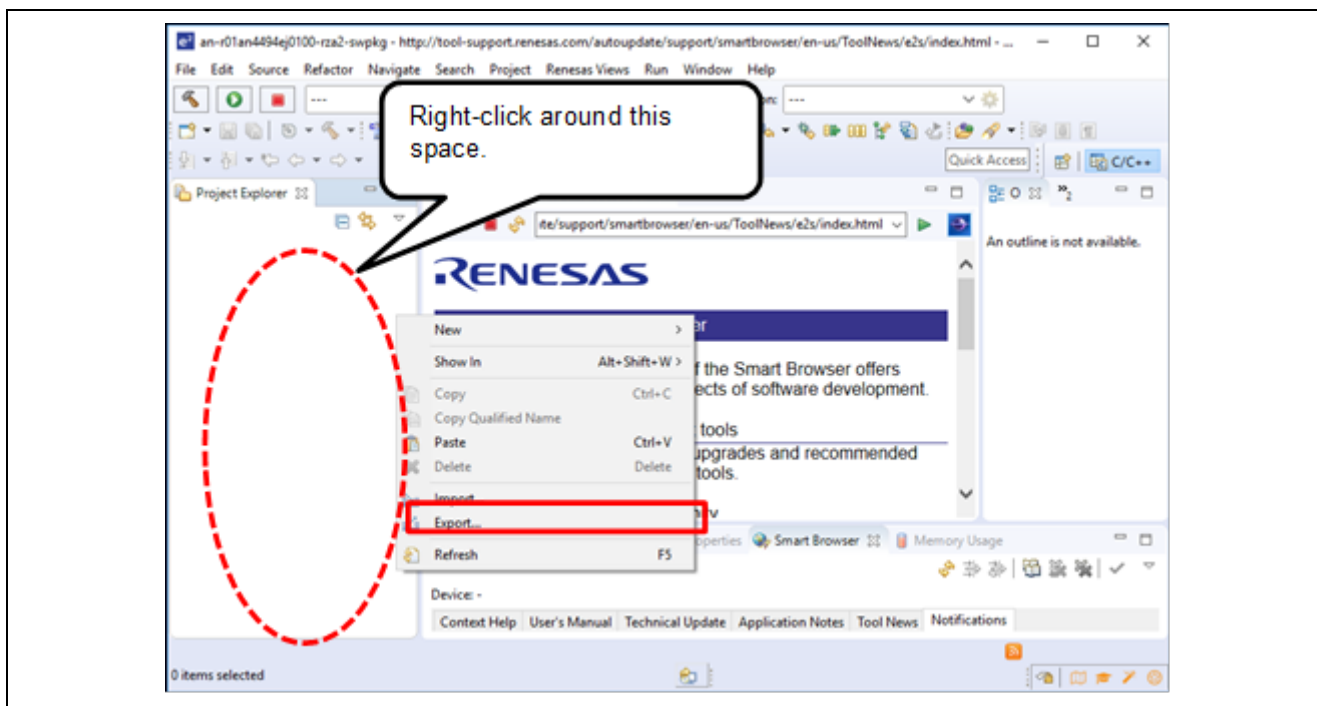 an-r01an4494ej0100-rza2-swpkg - http://tool-support.renesas.com/autoupdate/support/smartbrowser/en-us/ToolNews/e2s/index.html - ...
File Edit Source Refactor Navigate Search Project Renesas Views Run Window Help
--- on: ---
Right-click around this
space.
Quick Access C/C++
Project Explorer
O 2
ite/support/smartbrowser/en-us/ToolNews/e2s/index.html
An outline is not available.
RENESAS
er
New
Show In Alt+Shift+W
f the Smart Browser offers
Copy Ctrl+C
ects of software development.
Copy Qualified Name
tools
Paste Ctrl+V
upgrades and recommended
Delete Delete
tools.
Import...
Export...
operties Smart Browser Memory Usage
Refresh F5
Device: -
Context Help User's Manual Technical Update Application Notes Tool News Notifications
0 items selected